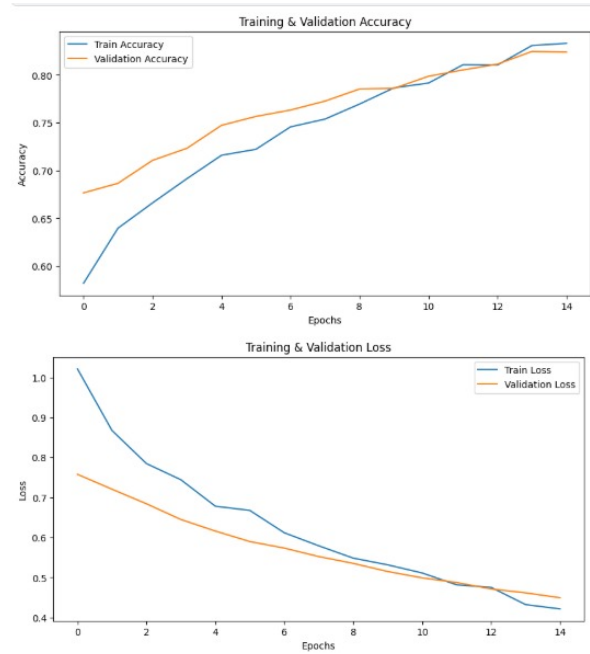 Training & Validation Accuracy
Train Accuracy
Validation Accuracy
0.80
0.75
0.70
0.65
0.60
Accuracy
0 2 4 6 8 10 12 14
Epochs
Training & Validation Loss
Train Loss
Validation Loss
1.0
0.9
0.8
0.7
0.6
0.5
0.4
Loss
0 2 4 6 8 10 12 14
Epochs